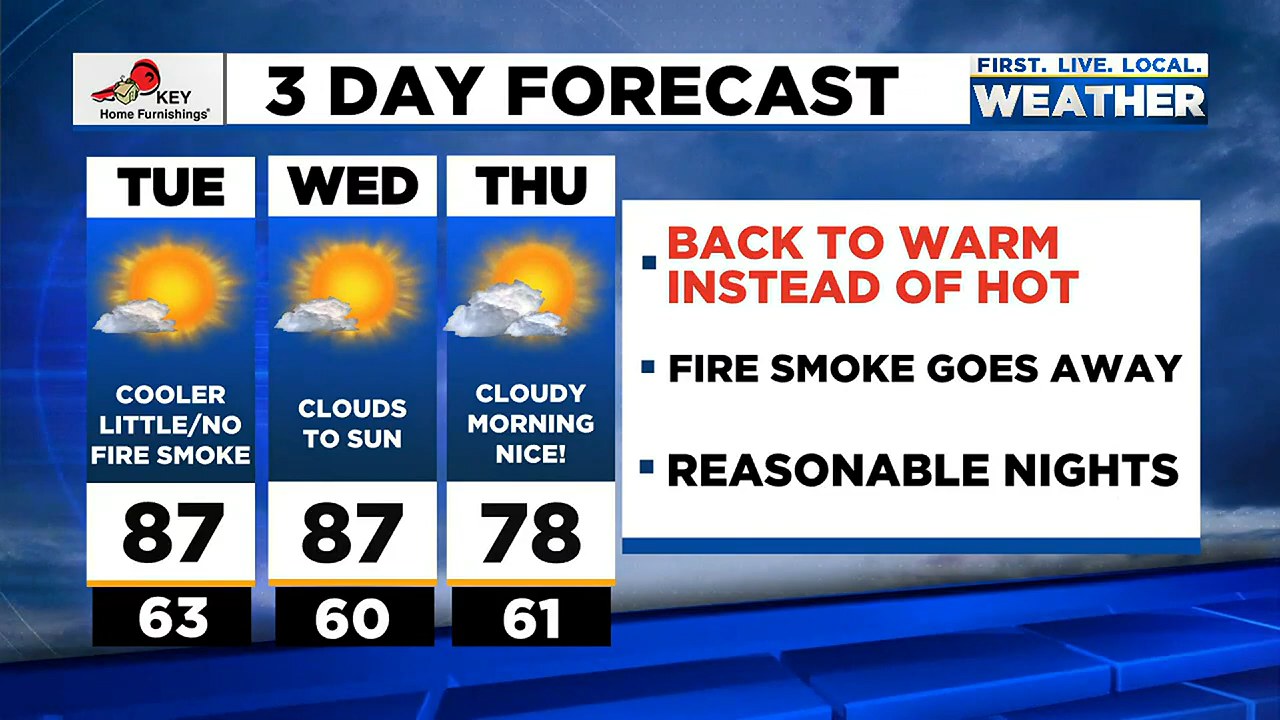 KEY
Home Furnishings®
3 DAY FORECAST
FIRST. LIVE. LOCAL.
WEATHER
TUE
COOLER
LITTLE/NO
FIRE SMOKE
87
63
WED
CLOUDS
TO SUN
87
60
THU
CLOUDY
MORNING
NICE!
78
61
▪ BACK TO WARM
INSTEAD OF HOT
▪ FIRE SMOKE GOES AWAY
▪ REASONABLE NIGHTS